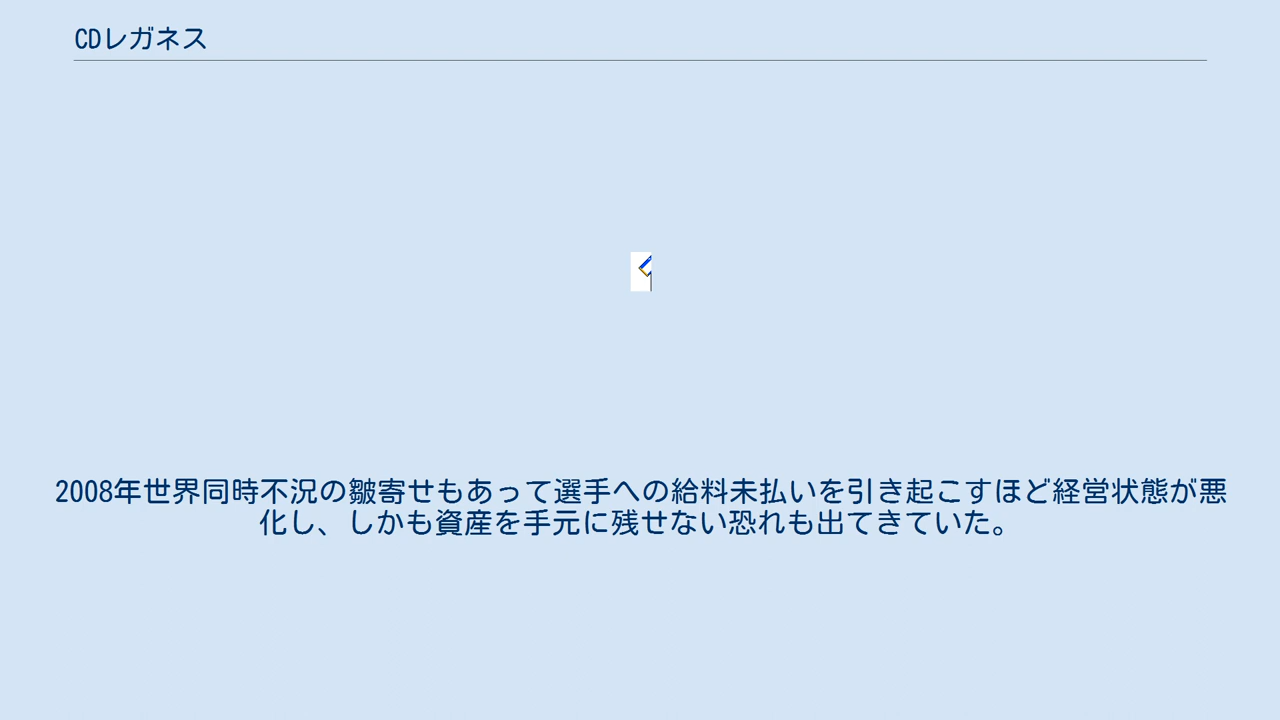 CDレガネス
2008年世界同時不況の皺寄せもあって選手への給料未払いを引き起こすほど経営状態が悪
化し、しかも資産を手元に残せない恐れも出てきていた。